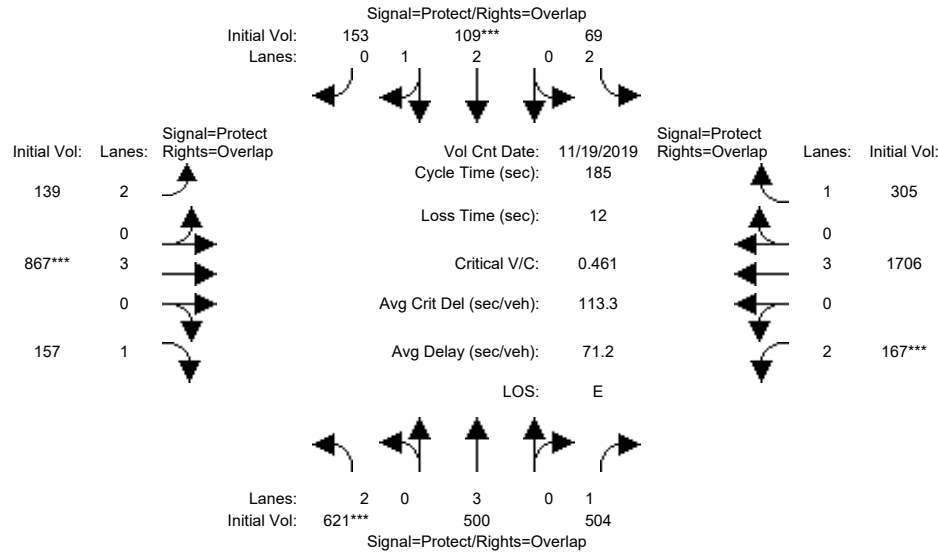 Signal=Protect/Rights=Overlap
Initial Vol: 153 109*** 69
Lanes: 0 1 2 0 2
Signal=Protect
Initial Vol: Lanes: Rights=Overlap
Vol Cnt Date: 11/19/2019
Signal=Protect
Rights=Overlap Lanes: Initial Vol:
Cycle Time (sec): 185
139 2
1 305
Loss Time (sec): 12
0
0
867*** 3
Critical V/C: 0.461
3 1706
0
Avg Crit Del (sec/veh): 113.3
0
157 1
Avg Delay (sec/veh): 71.2
2 167***
LOS: E
Lanes: 2 0 3 0 1
Initial Vol: 621*** 500 504
Signal=Protect/Rights=Overlap